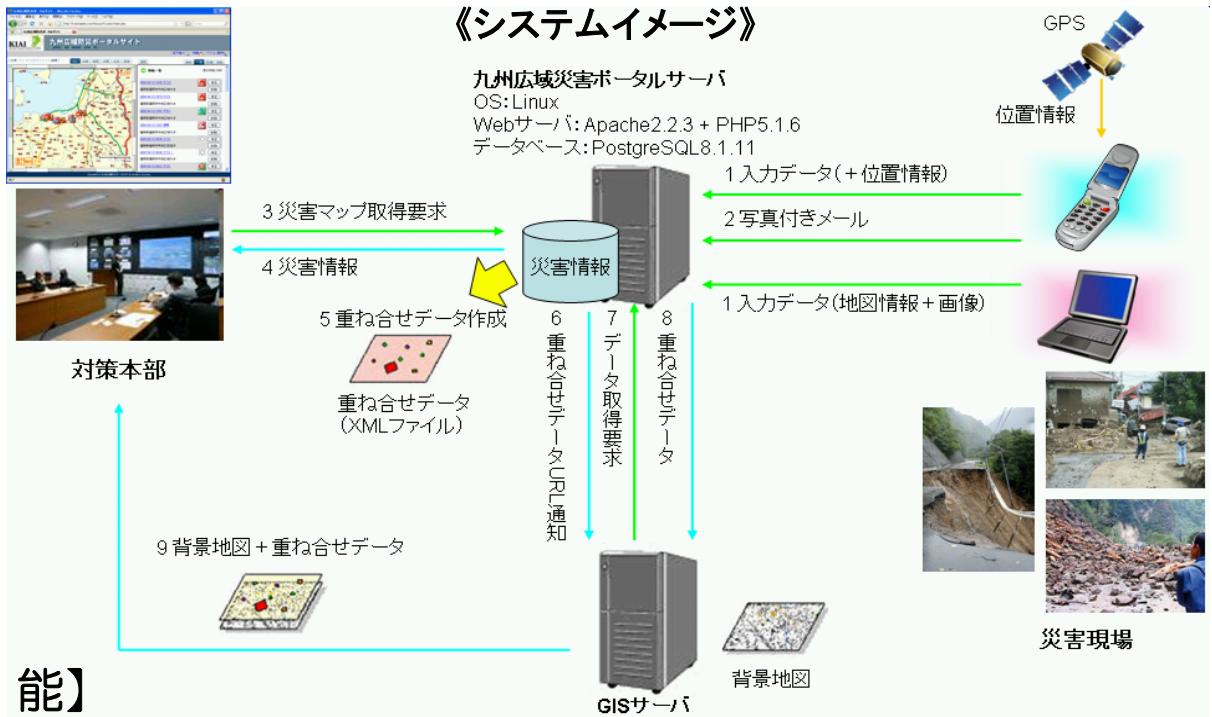 《システムイメージ》
KIAI 九州広域防災ポータルサイト
九州広域災害ポータルサーバ
OS：Linux
Webサーバ：Apache2.2.3 + PHP5.1.6
データベース：PostgreSQL8.1.11
GPS
位置情報
1入力データ（＋位置情報）
2写真付きメール
1入力データ（地図情報＋画像）
3災害マップ取得要求
4災害情報
災害情報
対策本部
5重ね合せデータ作成
重ね合せデータ
（XMLファイル）
6重ね合せデータURL通知
7データ取得要求
8重ね合せデータ
9背景地図＋重ね合せデータ
背景地図
GISサーバ
災害現場
能】